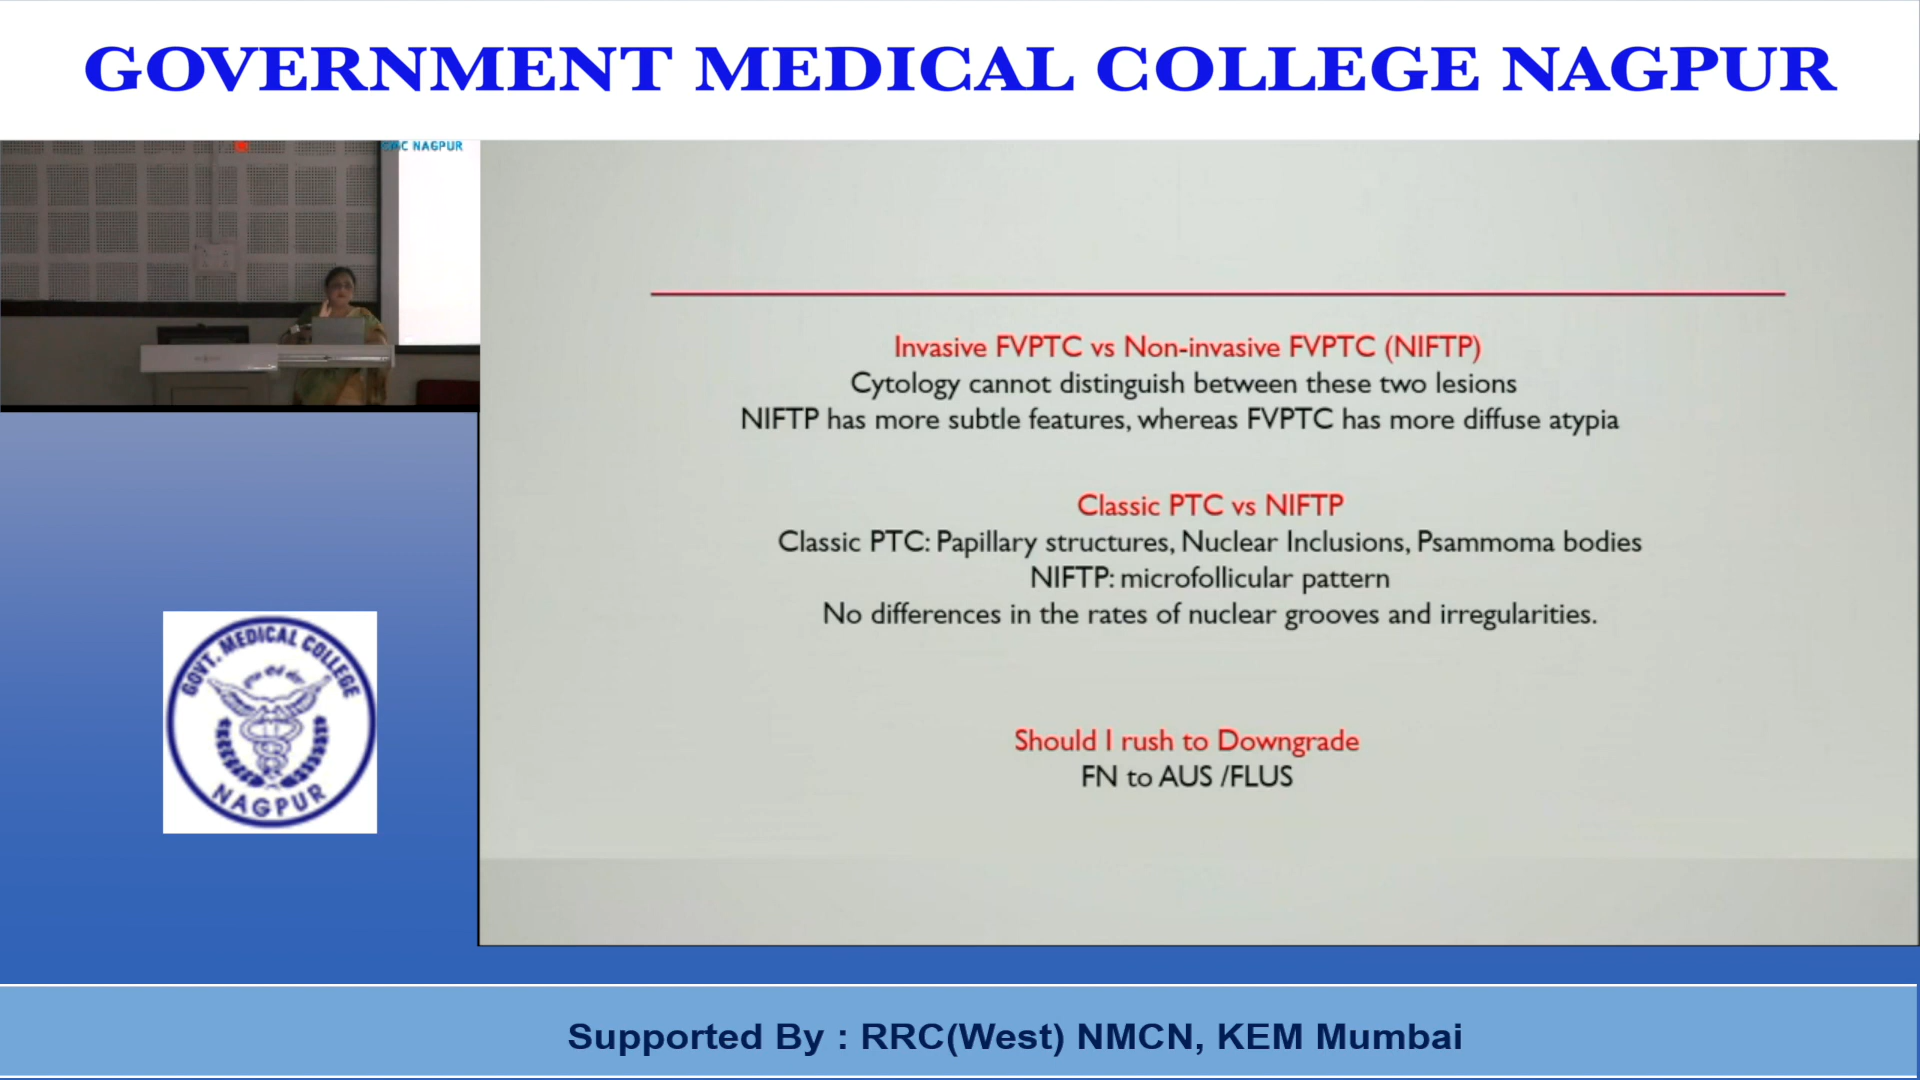 GOVERNMENT MEDICAL COLLEGE NAGPUR
GMC NAGPUR
Invasive FVPTC vs Non-invasive FVPTC (NIFTP)
Cytology cannot distinguish between these two lesions
NIFTP has more subtle features, whereas FVPTC has more diffuse atypia
Classic PTC vs NIFTP
Classic PTC: Papillary structures, Nuclear Inclusions, Psammoma bodies
NIFTP: microfollicular pattern
No differences in the rates of nuclear grooves and irregularities.
Should I rush to Downgrade
FN to AUS /FLUS
GOVT. MEDICAL COLLEGE
NAGPUR
Supported By : RRC(West) NMCN, KEM Mumbai